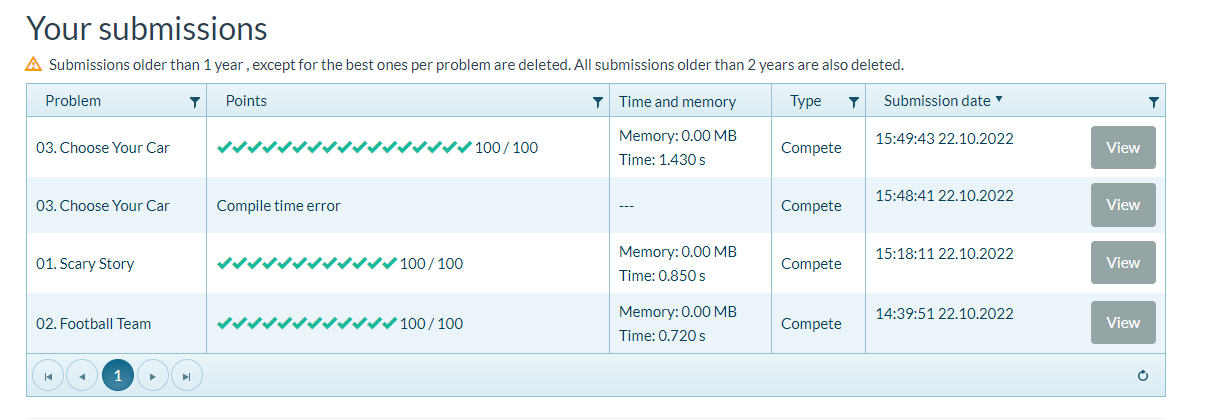 Your submissions
Submissions older than 1 year , except for the best ones per problem are deleted. All submissions older than 2 years are also deleted.
Problem Points Time and memory Type Submission date
03. Choose Your Car 100 / 100 Memory: 0.00 MB Time: 1.430 s Compete 15:49:43 22.10.2022 View
03. Choose Your Car Compile time error --- Compete 15:48:41 22.10.2022 View
01. Scary Story 100 / 100 Memory: 0.00 MB Time: 0.850 s Compete 15:18:11 22.10.2022 View
02. Football Team 100 / 100 Memory: 0.00 MB Time: 0.720 s Compete 14:39:51 22.10.2022 View
1